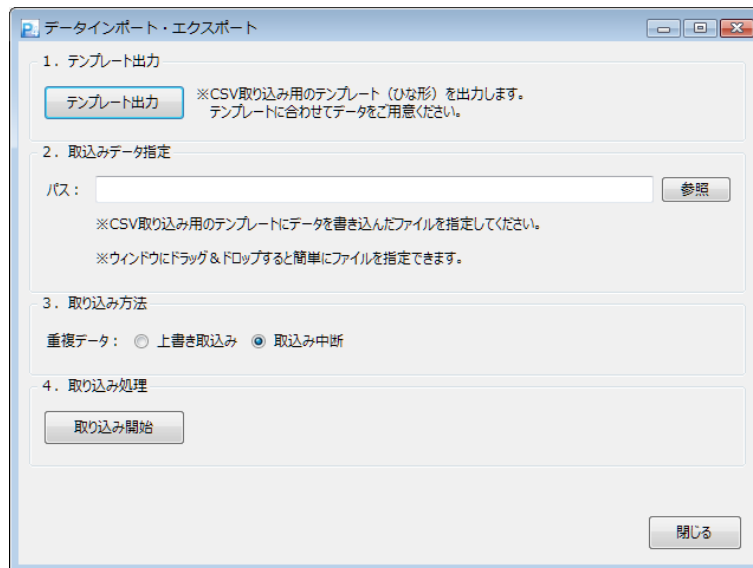 データインポート・エクスポート
1．テンプレート出力
テンプレート出力
※CSV取り込み用のテンプレート（ひな形）を出力します。
テンプレートに合わせてデータをご用意ください。
2．取込みデータ指定
パス：
参照
※CSV取り込み用のテンプレートにデータを書き込んだファイルを指定してください。
※ウィンドウにドラッグ＆ドロップすると簡単にファイルを指定できます。
3．取り込み方法
重複データ： 上書き取込み 取込み中断
4．取り込み処理
取り込み開始
閉じる